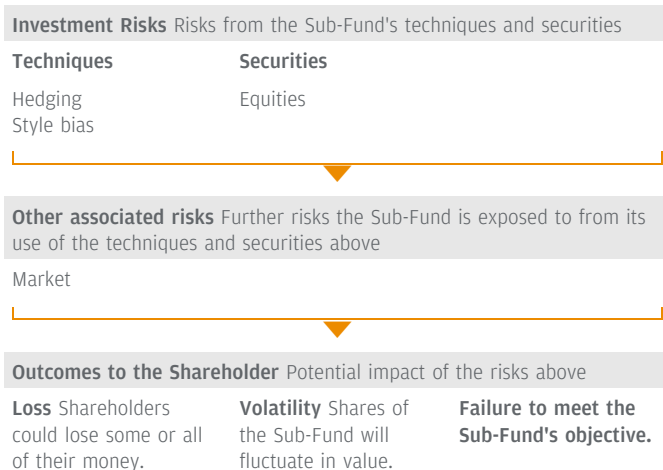 Investment Risks Risks from the Sub-Fund's techniques and securities
Techniques Securities
Hedging Equities
Style bias
Other associated risks Further risks the Sub-Fund is exposed to from its
use of the techniques and securities above
Market
Outcomes to the Shareholder Potential impact of the risks above
Loss Shareholders
could lose some or all
of their money.
Volatility Shares of
the Sub-Fund will
fluctuate in value.
Failure to meet the
Sub-Fund's objective.